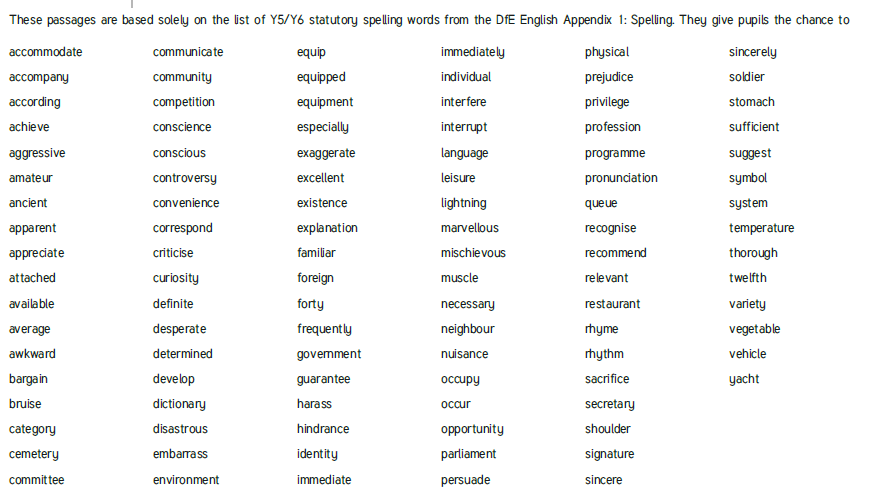 These passages are based solely on the list of Y5/Y6 statutory spelling words from the DfE English Appendix 1: Spelling. They give pupils the chance to
accommodate communicate equip immediately physical sincerely
accompany community equipped individual prejudice soldier
according competition equipment interfere privilege stomach
achieve conscience especially interrupt profession sufficient
aggressive conscious exaggerate language programme suggest
amateur controversy excellent leisure pronunciation symbol
ancient convenience existence lightning queue system
apparent correspond explanation marvellous recognise temperature
appreciate criticise familiar mischievous recommend thorough
attached curiosity foreign muscle relevant twelfth
available definite forty necessary restaurant variety
average desperate frequently neighbour rhyme vegetable
awkward determined government nuisance rhythm vehicle
bargain develop guarantee occupy sacrifice yacht
bruise dictionary harass occur secretary
category disastrous hindrance opportunity shoulder
cemetery embarrass identity parliament signature
committee environment immediate persuade sincere